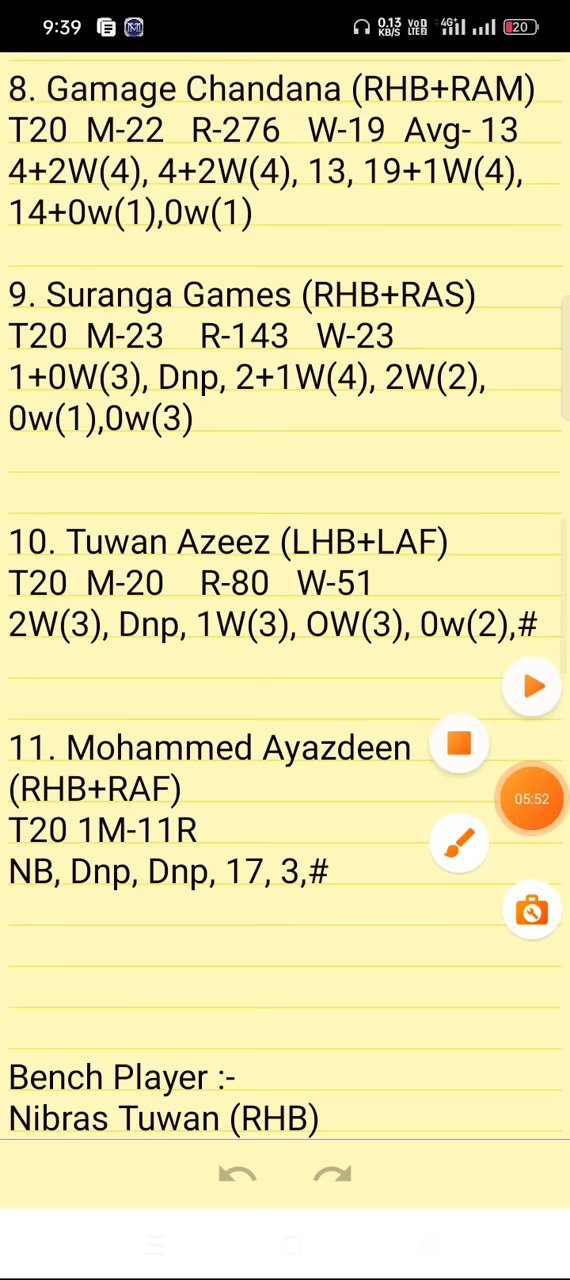 9:39
0.13 KB/S
VoD LTE
4G+
20
8. Gamage Chandana (RHB+RAM)
T20 M-22 R-276 W-19 Avg- 13
4+2W(4), 4+2W(4), 13, 19+1W(4),
14+0w(1),0w(1)
9. Suranga Games (RHB+RAS)
T20 M-23 R-143 W-23
1+0W(3), Dnp, 2+1W(4), 2W(2),
0w(1),0w(3)
10. Tuwan Azeez (LHB+LAF)
T20 M-20 R-80 W-51
2W(3), Dnp, 1W(3), OW(3), 0w(2),#
11. Mohammed Ayazdeen
(RHB+RAF)
05:52
T20 1M-11R
NB, Dnp, Dnp, 17, 3,#
Bench Player :-
Nibras Tuwan (RHB)